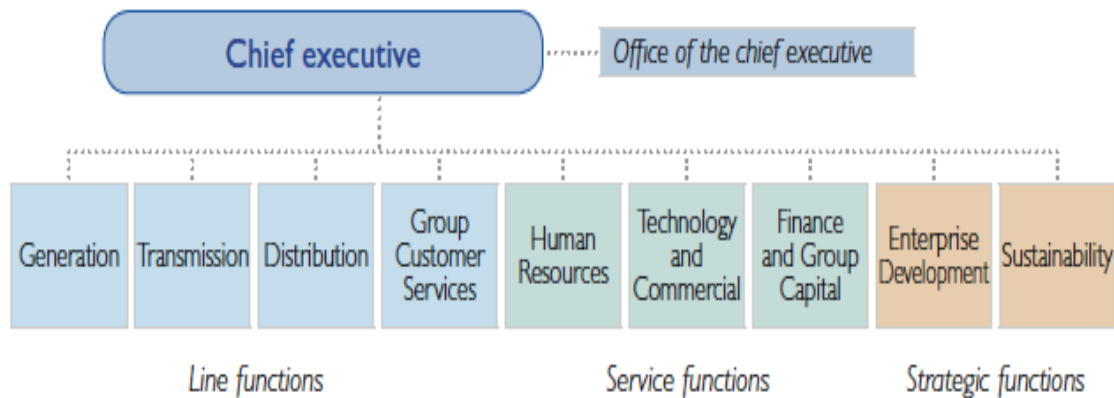 Chief executive
Office of the chief executive
Generation
Transmission
Distribution
Group
Customer
Services
Human
Resources
Technology
and
Commercial
Finance
and Group
Capital
Enterprise
Development
Sustainability
Line functions
Service functions
Strategic functions